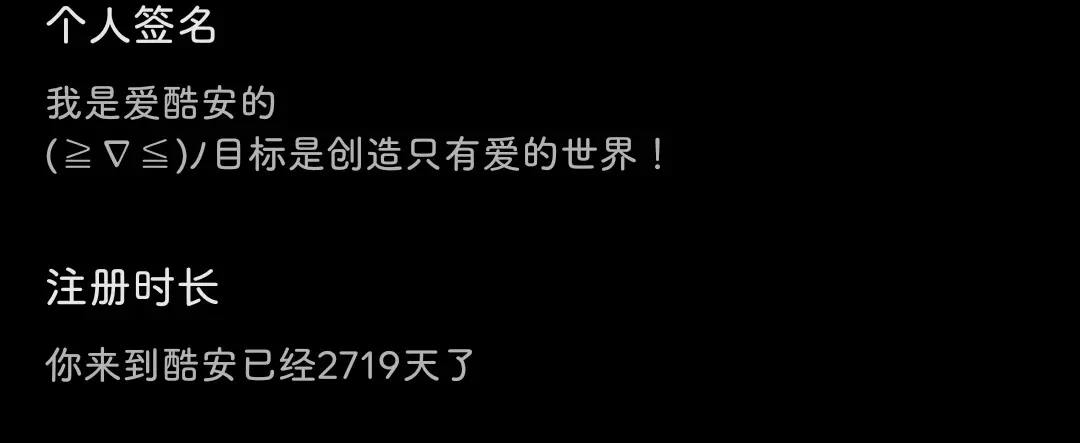 个人签名
我是爱酷安的
(≧∇≦)ﾉ目标是创造只有爱的世界！
注册时长
你来到酷安已经2719天了